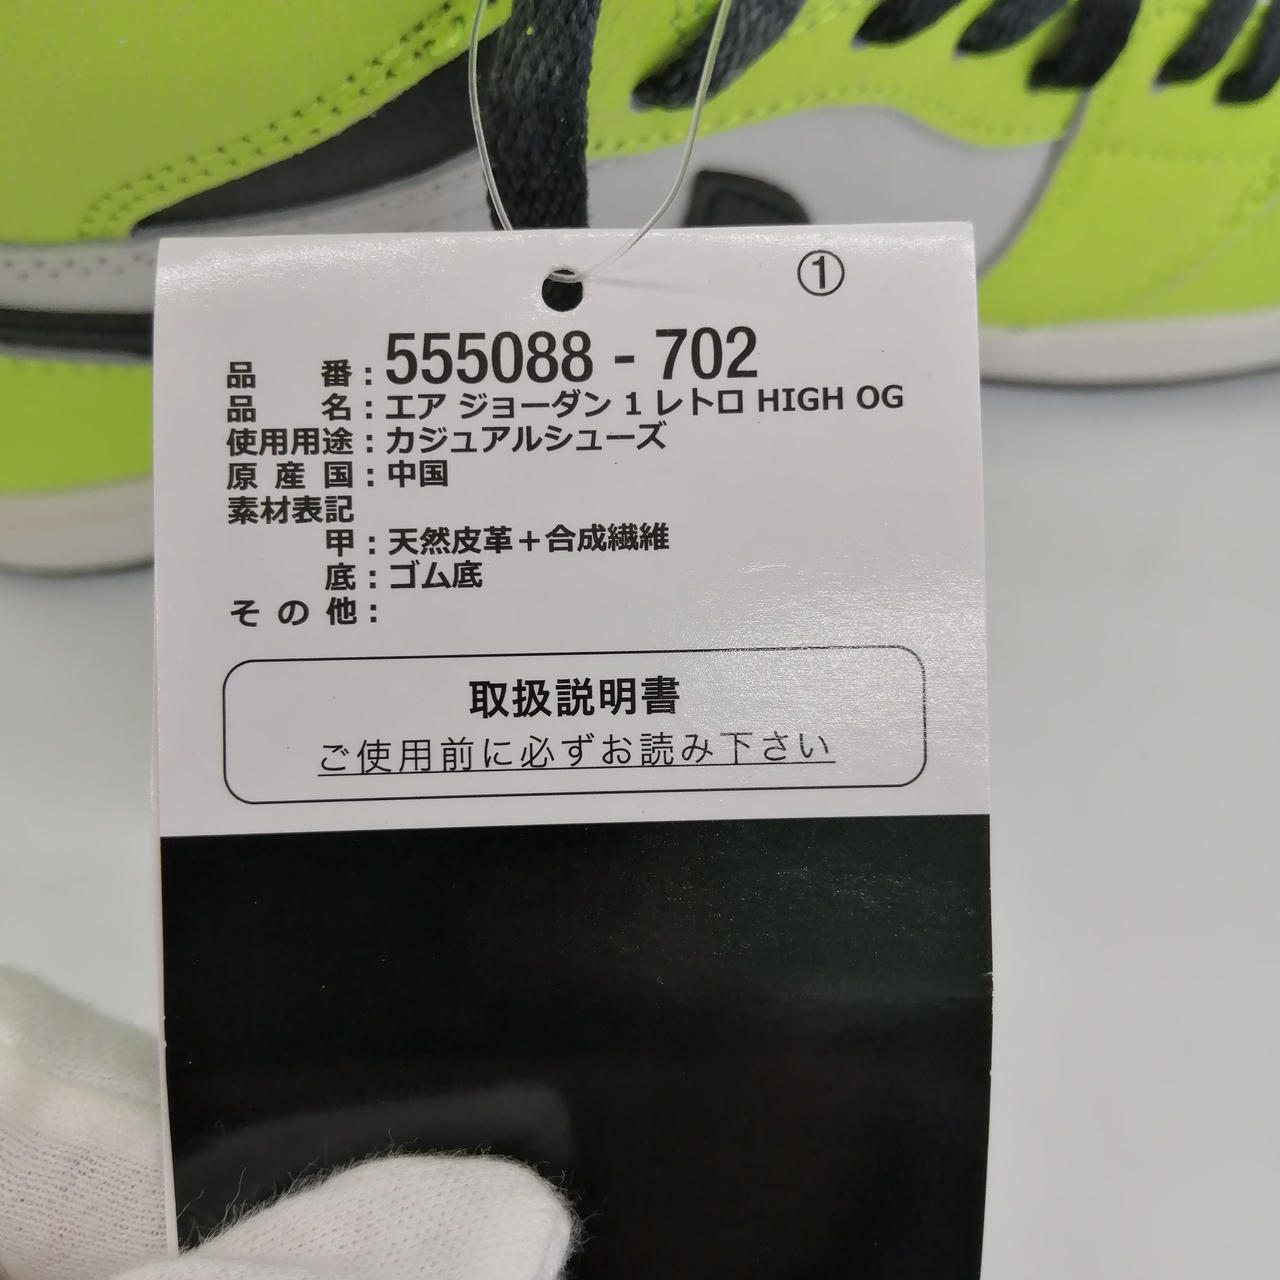 ①
品番：555088 - 702
品名：エア ジョーダン 1 レトロ HIGH OG
使用用途：カジュアルシューズ
原産国：中国
素材表記
甲：天然皮革＋合成繊維
底：ゴム底
その他：
取扱説明書
ご使用前に必ずお読み下さい